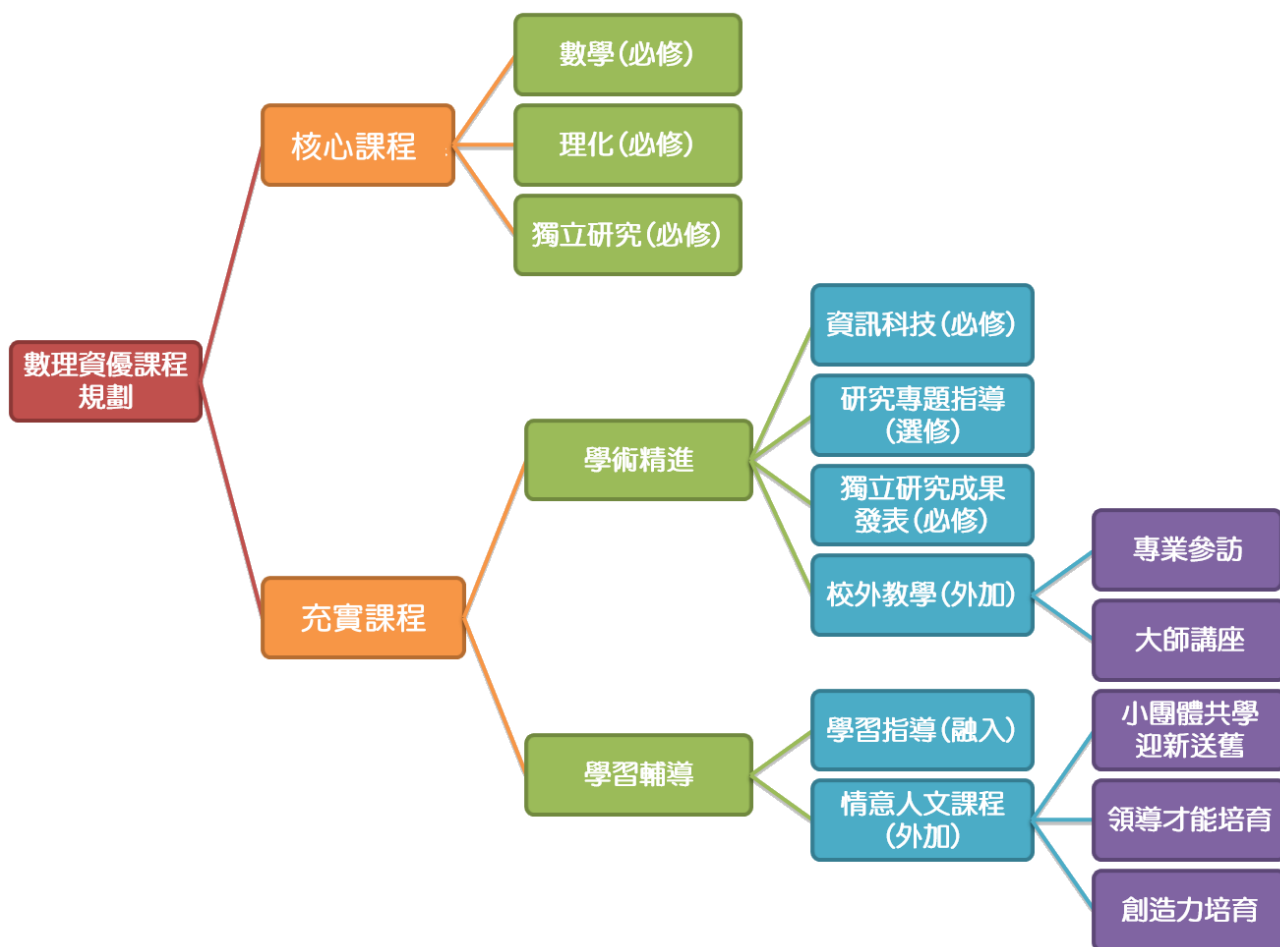 數理資優課程
規劃
核心課程
數學(必修)
理化(必修)
獨立研究(必修)
充實課程
學術精進
資訊科技(必修)
研究專題指導
(選修)
獨立研究成果
發表(必修)
校外教學(外加)
專業參訪
大師講座
學習輔導
學習指導(融入)
情意人文課程
(外加)
小團體共學
迎新送舊
領導才能培育
創造力培育